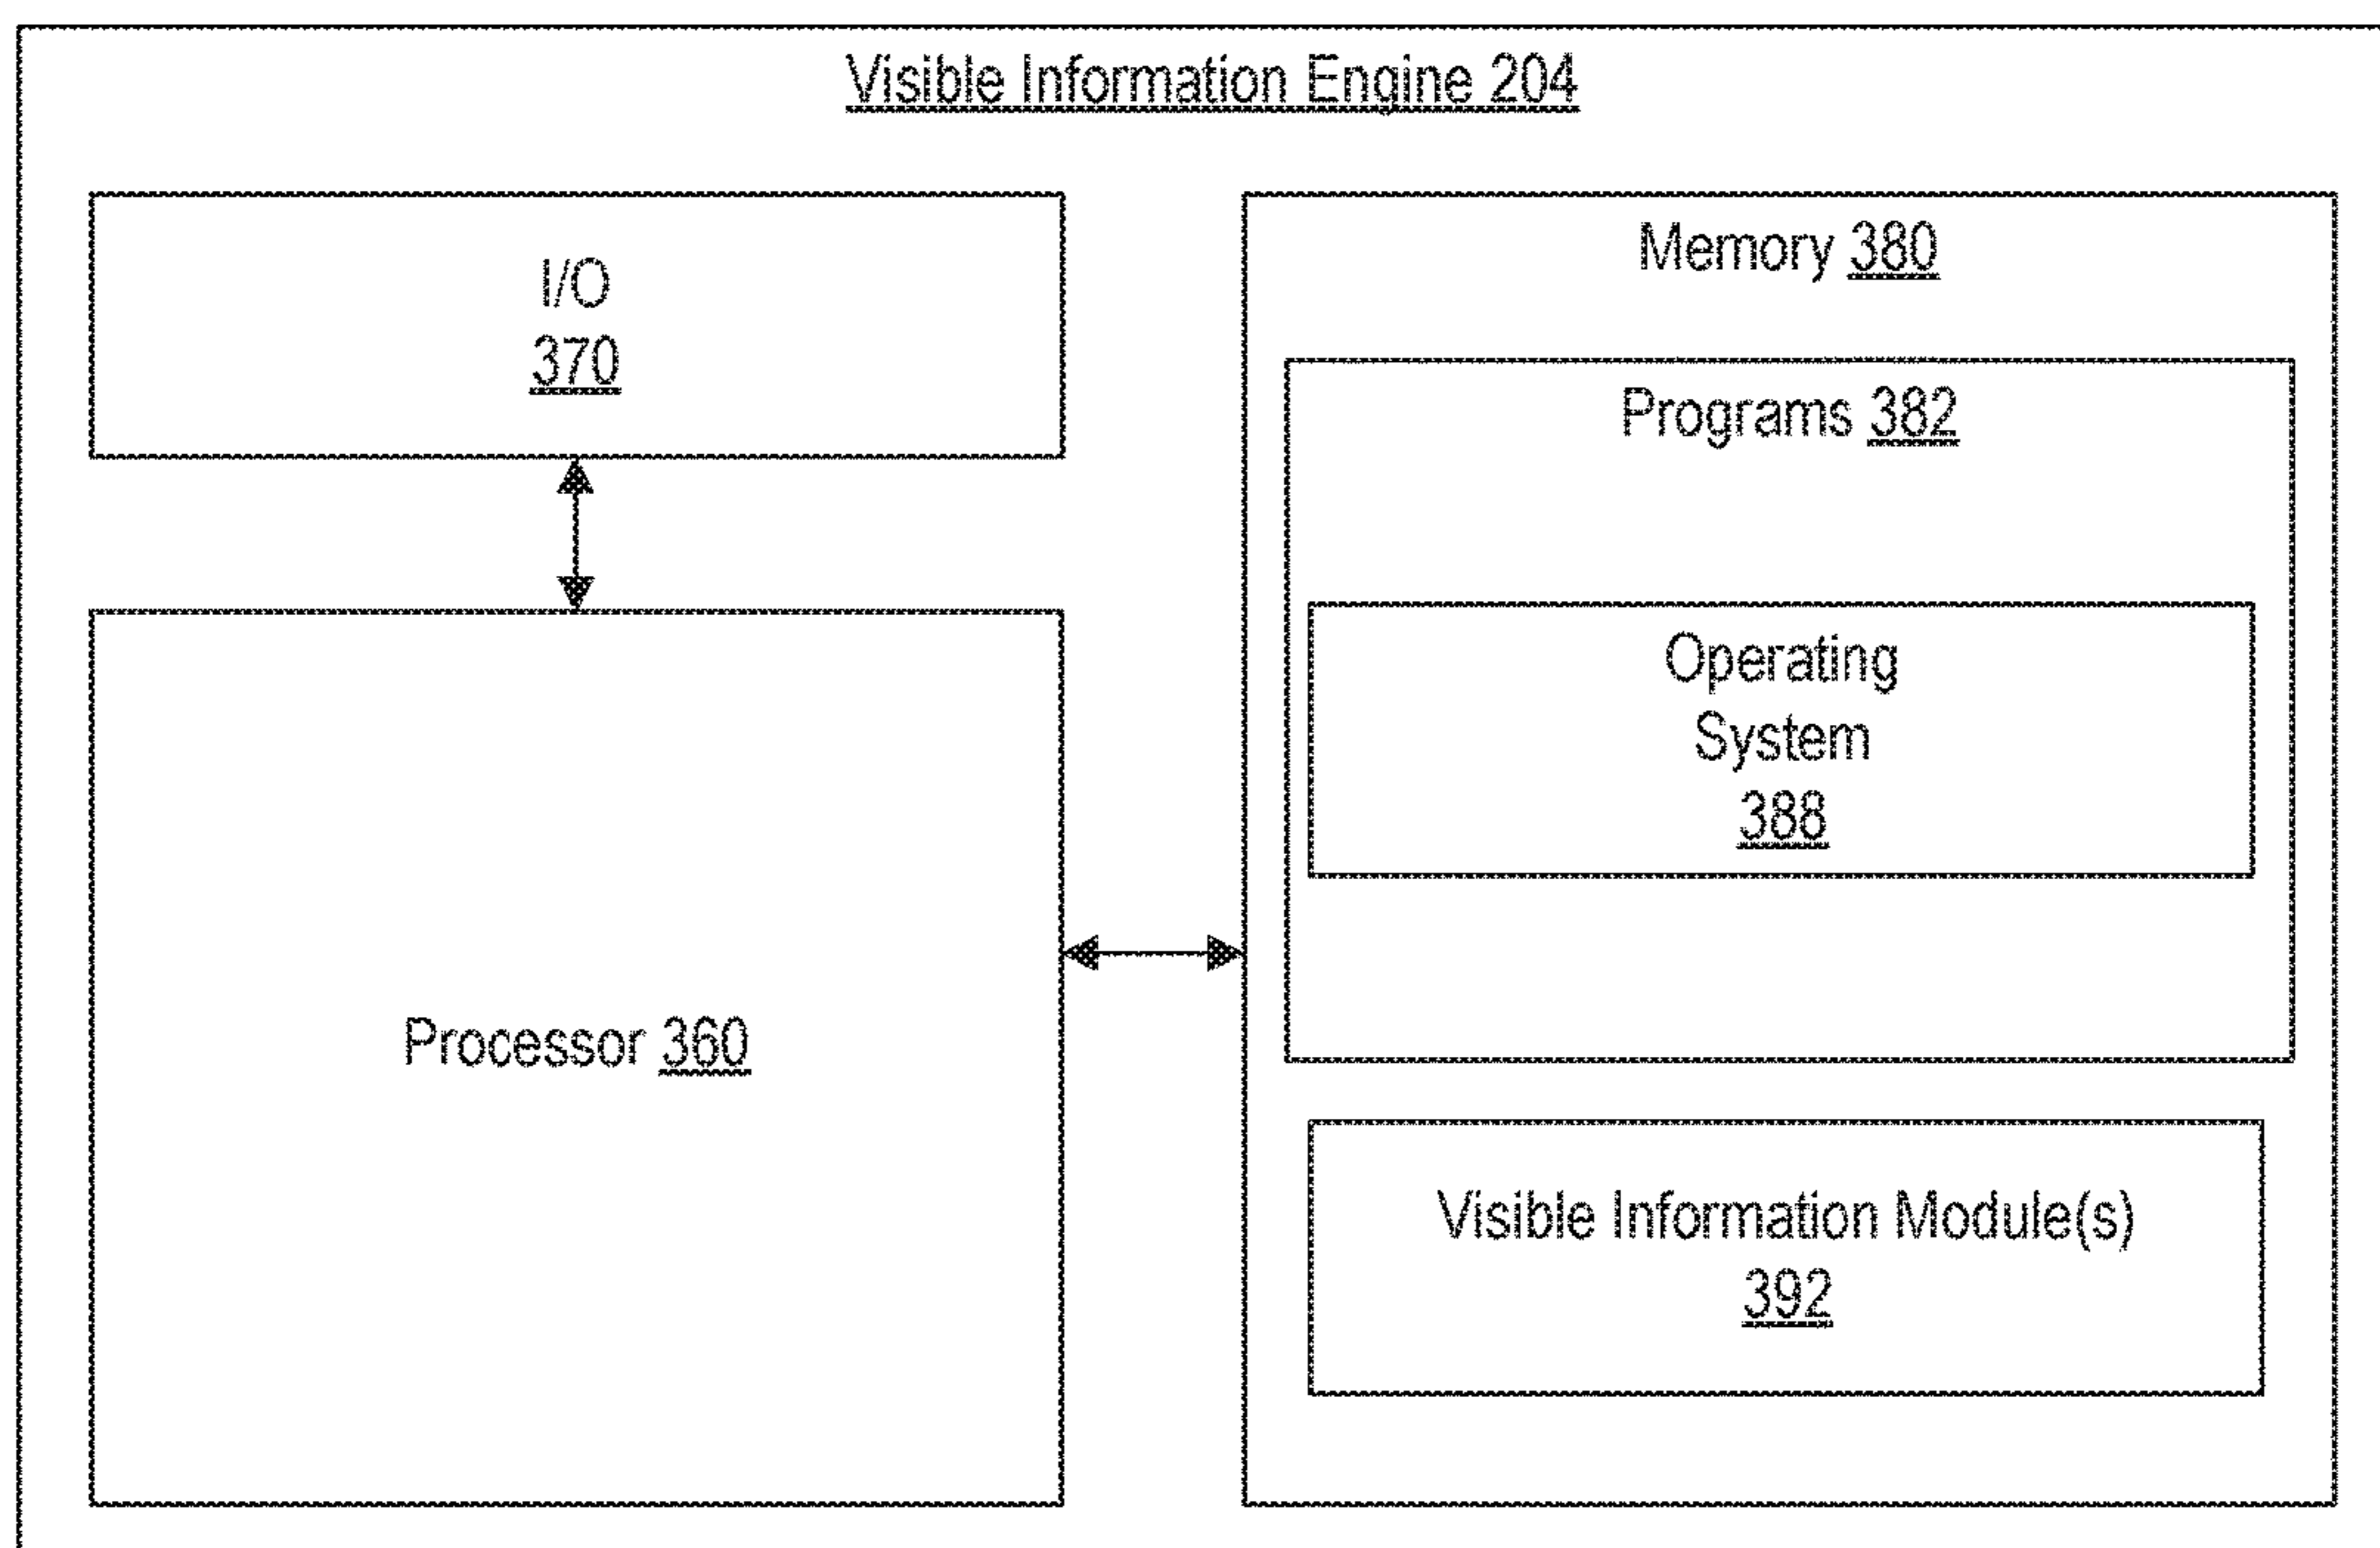 Visible Information Engine 204
I/O
370
Memory 380
Programs 382
Operating
System
388
Processor 360
Visible Information Module(s)
392